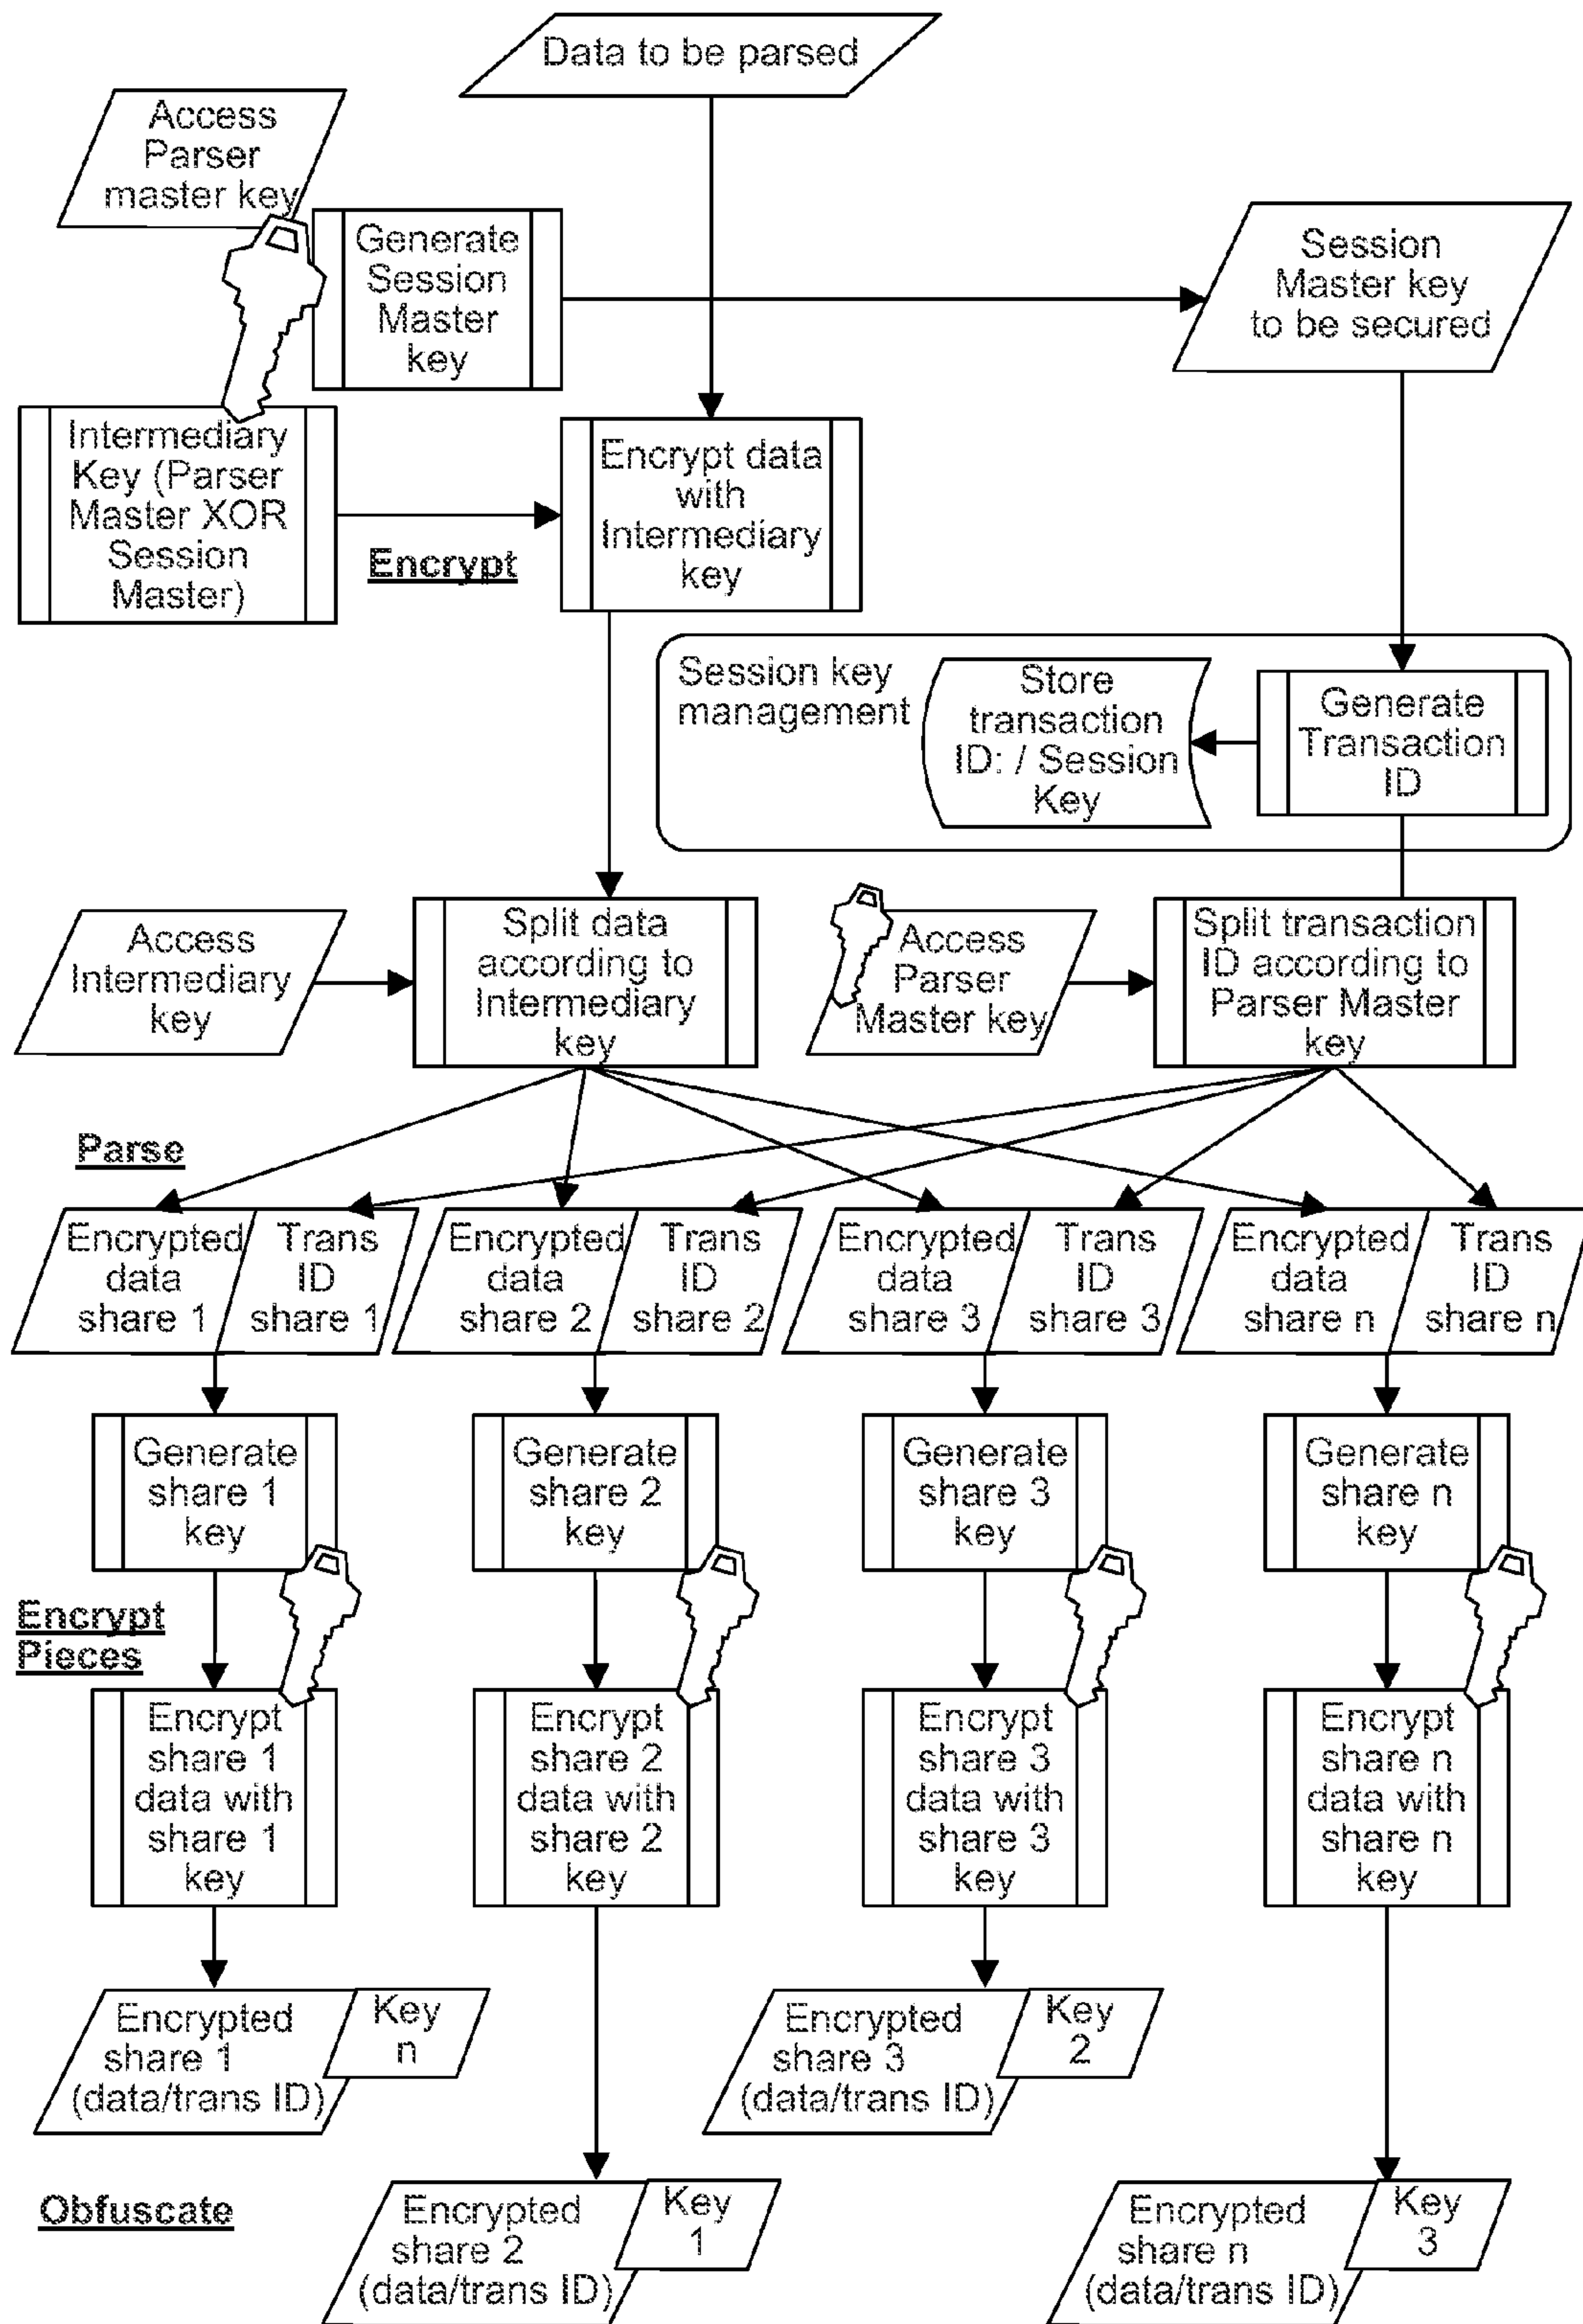 Data to be parsed
Access
Parser
master key
Generate
Session
Master
key
Session
Master key
to be secured
Intermediary
Key (Parser
Master XOR
Session
Master)
Encrypt
Encrypt data
with
Intermediary
key
Session key
management
Store
transaction
ID: / Session
Key
Generate
Transaction
ID
Access
Intermediary
key
Split data
according to
Intermediary
key
Access
Parser
Master key
Split transaction
ID according to
Parser Master
key
Parse
Encrypted
data
share 1
Trans
ID
share 1
Encrypted
data
share 2
Trans
ID
share 2
Encrypted
data
share 3
Trans
ID
share 3
Encrypted
data
share n
Trans
ID
share n
Generate
share 1
key
Generate
share 2
key
Generate
share 3
key
Generate
share n
key
Encrypt
Pieces
Encrypt
share 1
data with
share 1
key
Encrypt
share 2
data with
share 2
key
Encrypt
share 3
data with
share 3
key
Encrypt
share n
data with
share n
key
Encrypted
share 1
(data/trans ID)
Key
n
Encrypted
share 3
(data/trans ID)
Key
2
Obfuscate
Encrypted
share 2
(data/trans ID)
Key
1
Encrypted
share n
(data/trans ID)
Key
3